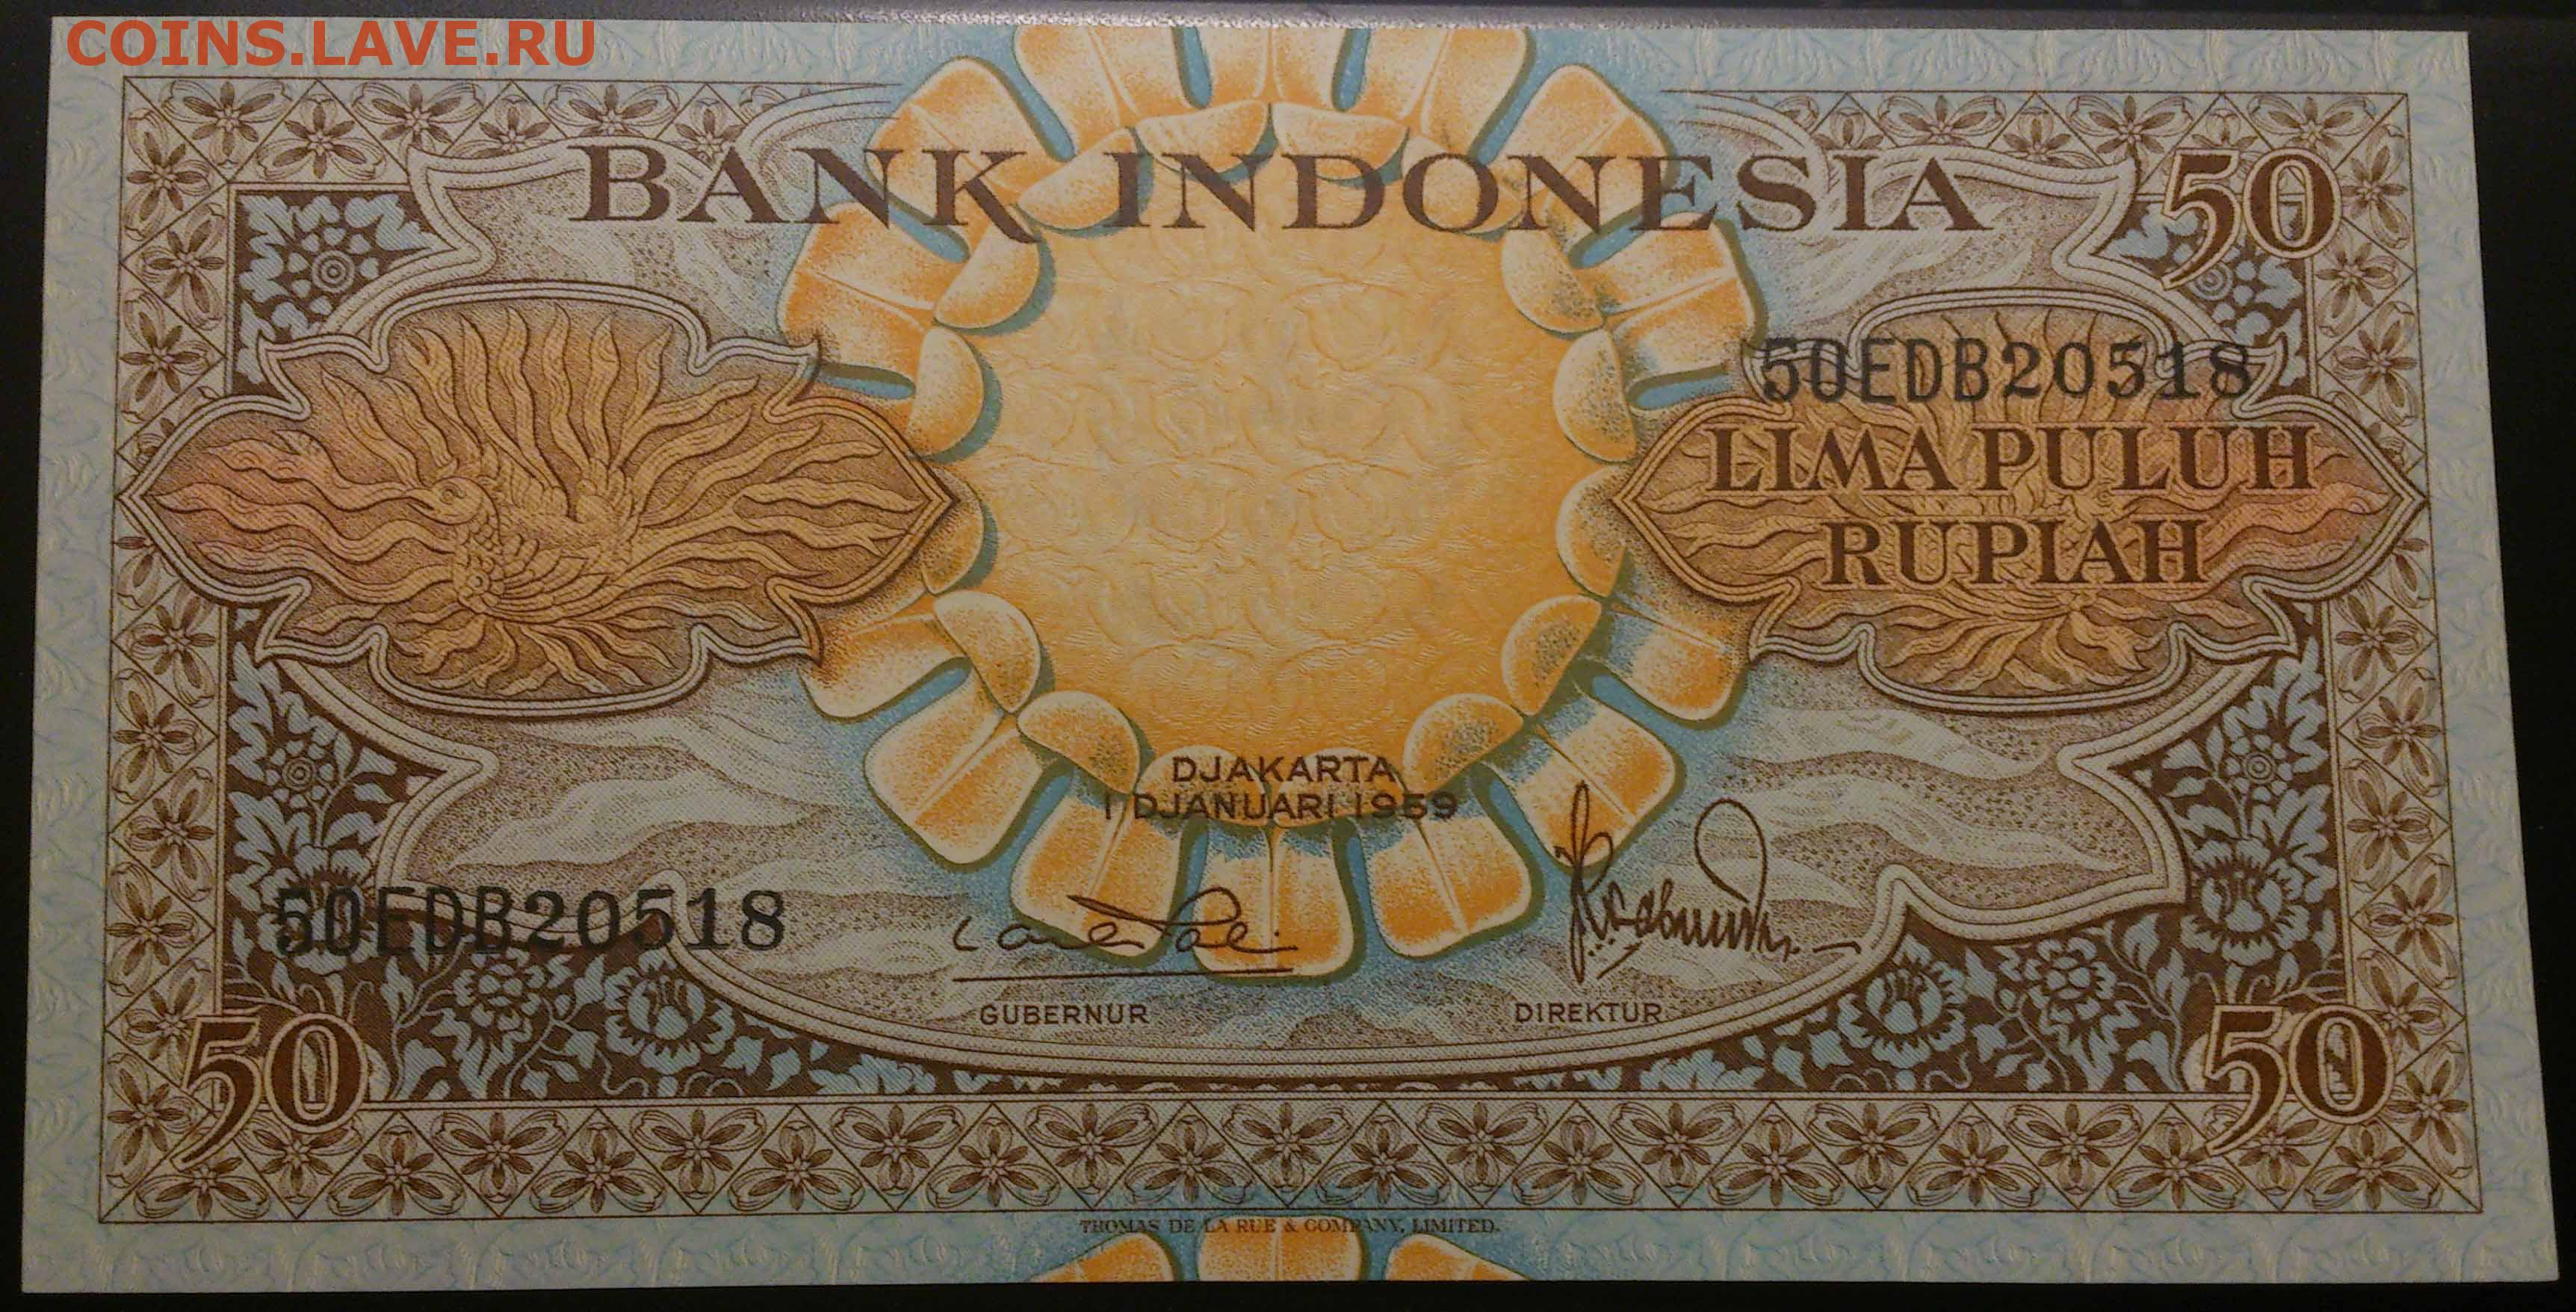 COINS.LAVE.RU
BANK INDONESIA
50
50EDB20518
LIMA PULUH
RUPIAH
DJAKARTA
1 DJANUARI 1959
50EDB20518
GUBERNUR
DIREKTUR
50
50
THOMAS DE LA RUE & COMPANY, LIMITED.